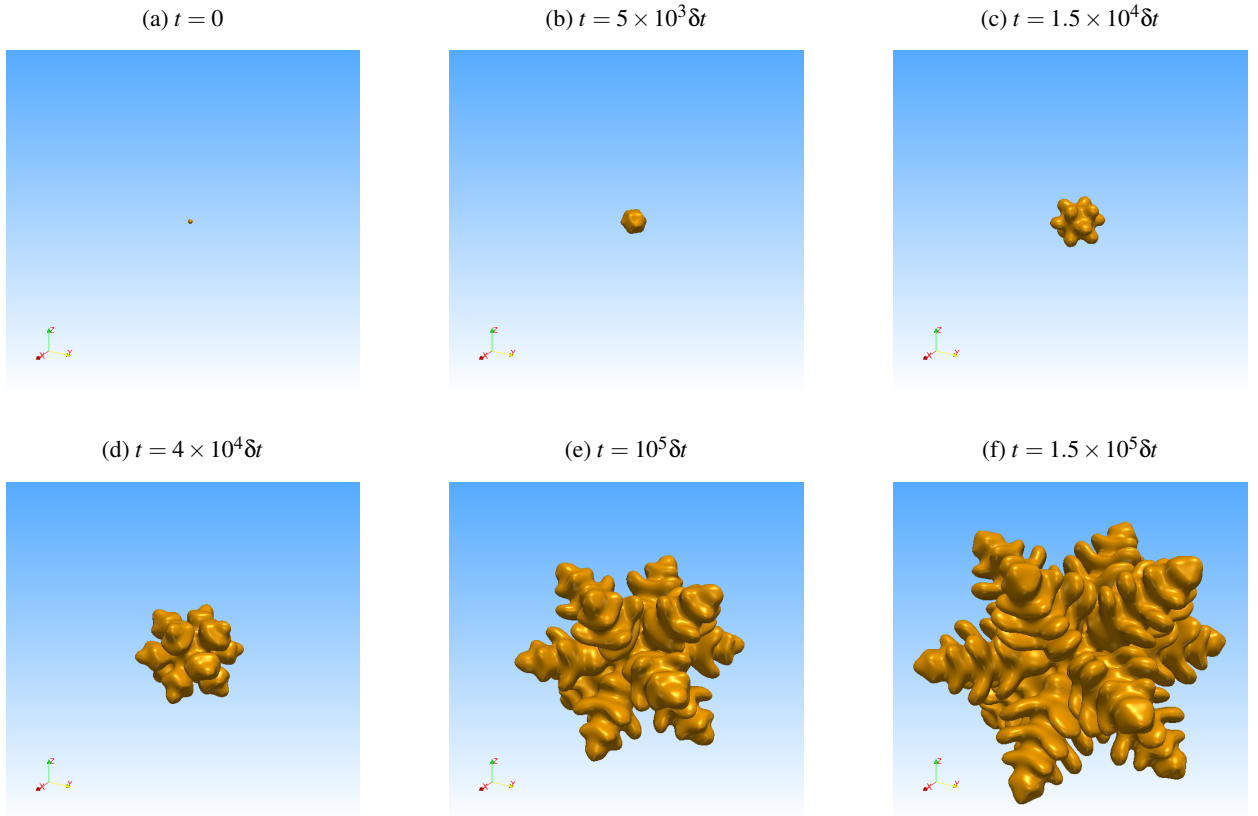 (a) t = 0
(b) t = 5 × 10³δt
(c) t = 1.5 × 10⁴δt
Z
X
Y
Z
X
Y
Z
X
Y
(d) t = 4 × 10⁴δt
(e) t = 10⁵δt
(f) t = 1.5 × 10⁵δt
Z
X
Y
Z
X
Y
Z
X
Y